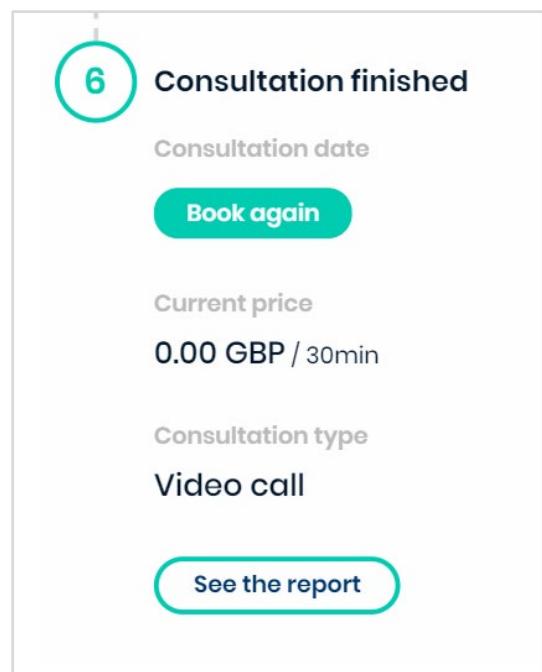 6
Consultation finished
Consultation date
Book again
Current price
0.00 GBP / 30min
Consultation type
Video call
See the report